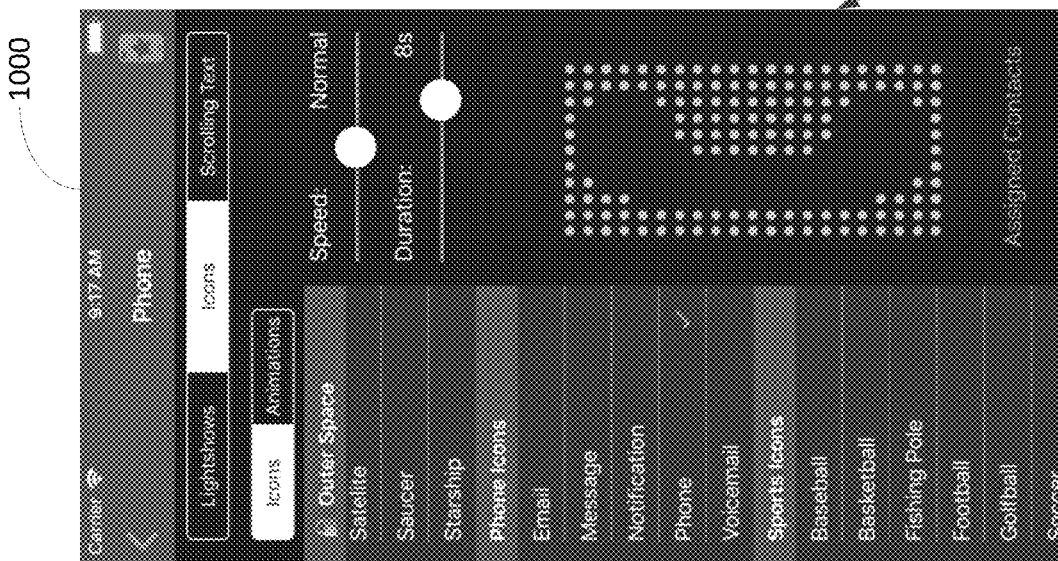 1000
Carrier 9:17 AM
Phone
Lightshows Icons Scrolling Text
Icons Animations
Outer Space
Satellite
Saucer
Starship
Phone Icons
Email
Message
Notification
Phone
Voicemail
Sports Icons
Baseball
Basketball
Fishing Pole
Football
Golfball
Speed: Normal
Duration: 8s
Assigned Contacts